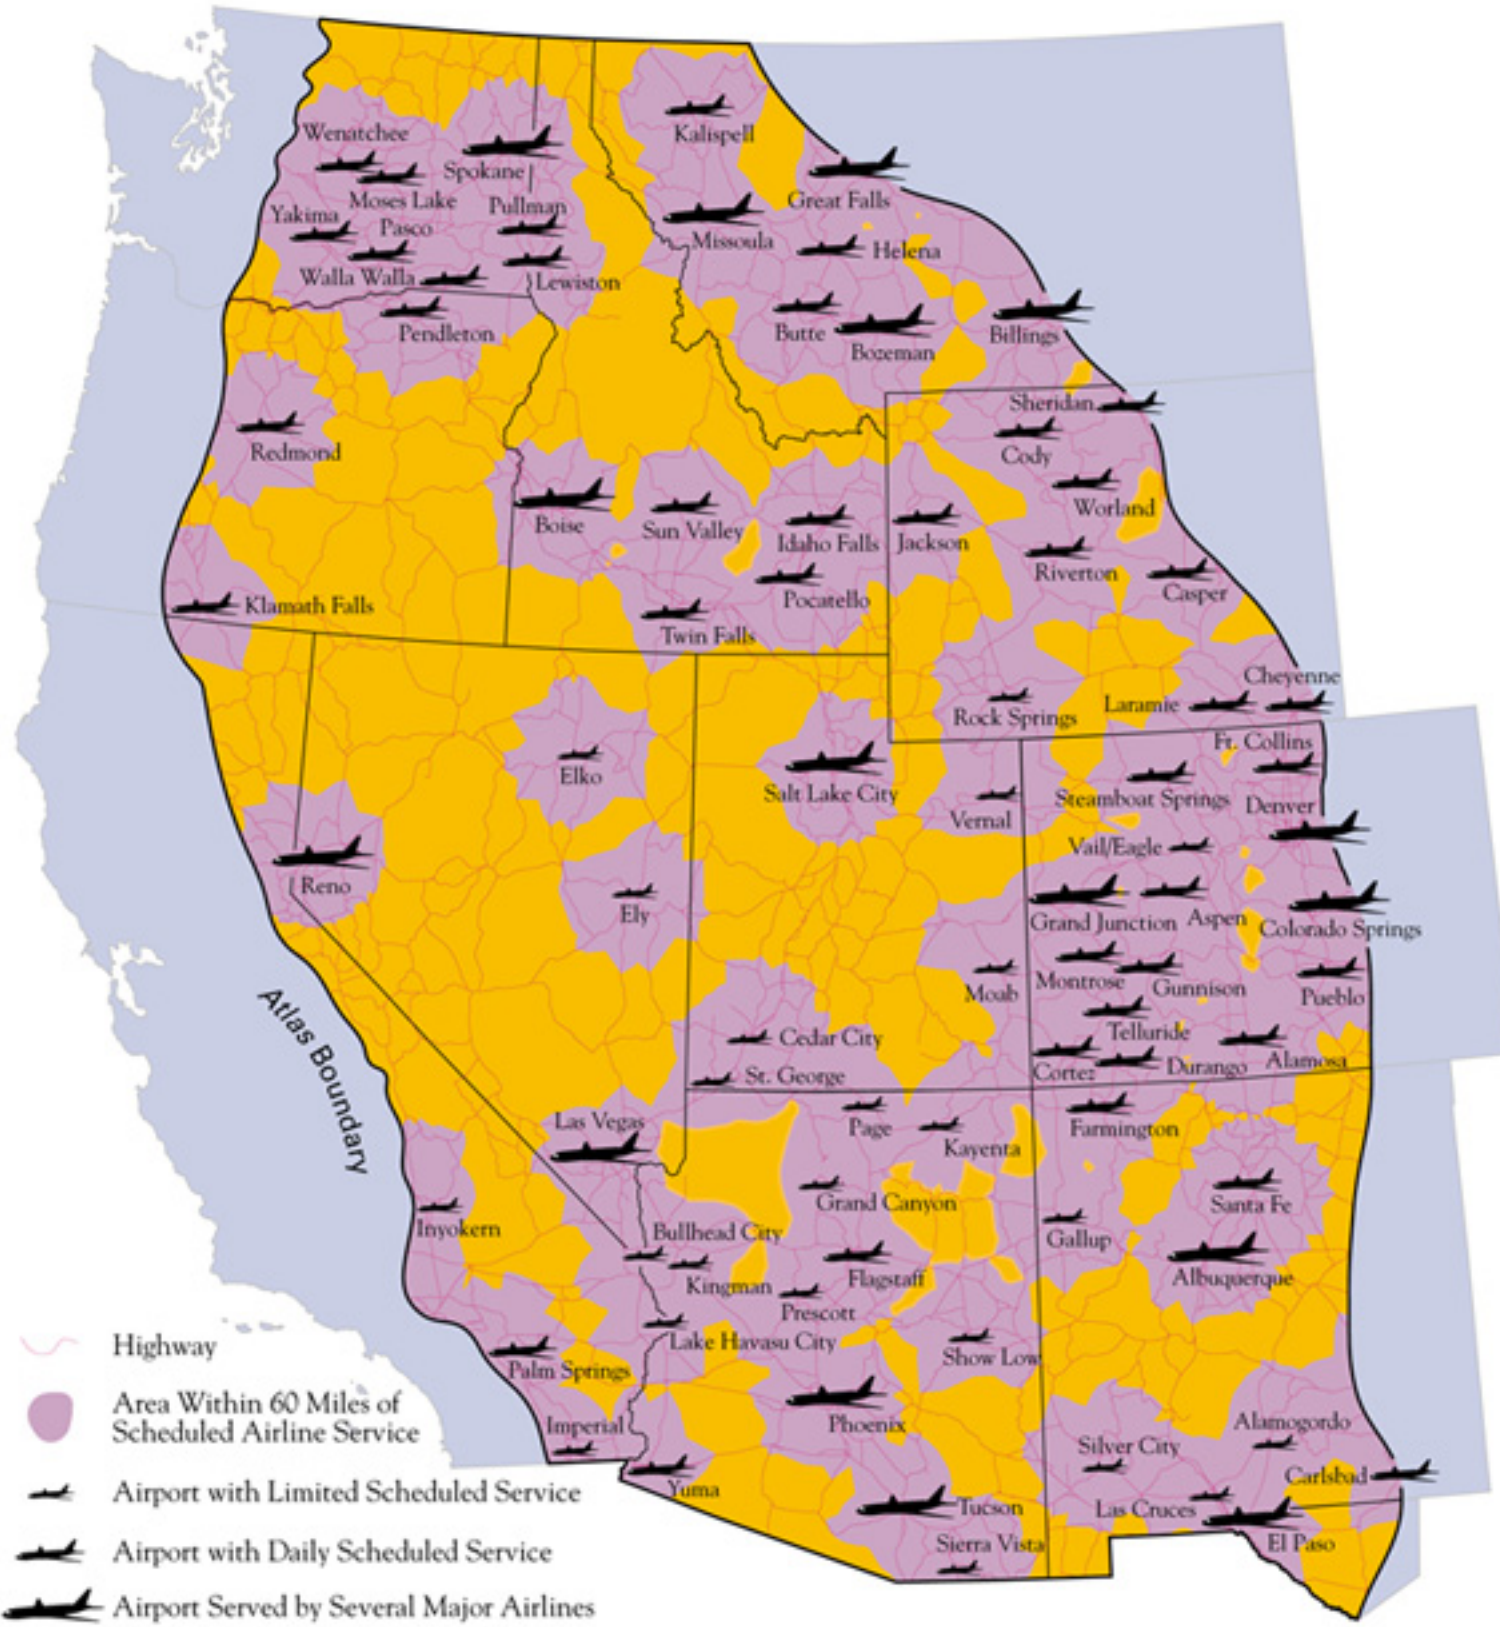 Wenatchee
Kalispell
Spokane
Great Falls
Moses Lake
Pullman
Yakima
Pasco
Missoula
Helena
Walla Walla
Lewiston
Pendleton
Butte
Bozeman
Billings
Sheridan
Redmond
Cody
Worland
Boise
Sun Valley
Idaho Falls
Jackson
Riverton
Casper
Pocatello
Klamath Falls
Twin Falls
Cheyenne
Laramie
Rock Springs
Ft. Collins
Elko
Salt Lake City
Steamboat Springs
Denver
Vernal
Vail/Eagle
Reno
Ely
Grand Junction
Aspen
Colorado Springs
Montrose
Gunnison
Moab
Pueblo
Telluride
Cedar City
Alamosa
Cortez
Durango
St. George
Atlas Boundary
Las Vegas
Page
Kayenta
Farmington
Grand Canyon
Santa Fe
Inyokern
Bullhead City
Gallup
Kingman
Flagstaff
Albuquerque
Prescott
Lake Havasu City
Show Low
Palm Springs
Imperial
Phoenix
Alamogordo
Silver City
Carlsbad
Yuma
Tucson
Las Cruces
Sierra Vista
El Paso
Highway
Area Within 60 Miles of
Scheduled Airline Service
Airport with Limited Scheduled Service
Airport with Daily Scheduled Service
Airport Served by Several Major Airlines